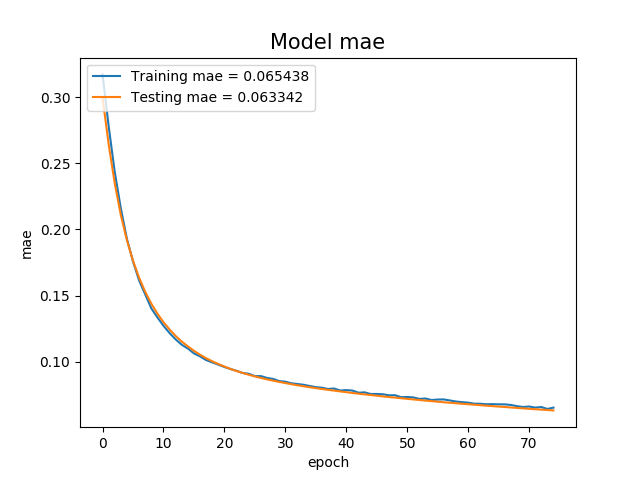 Model mae
Training mae = 0.065438
Testing mae = 0.063342
0.30
0.25
0.20
0.15
0.10
mae
0 10 20 30 40 50 60 70
epoch